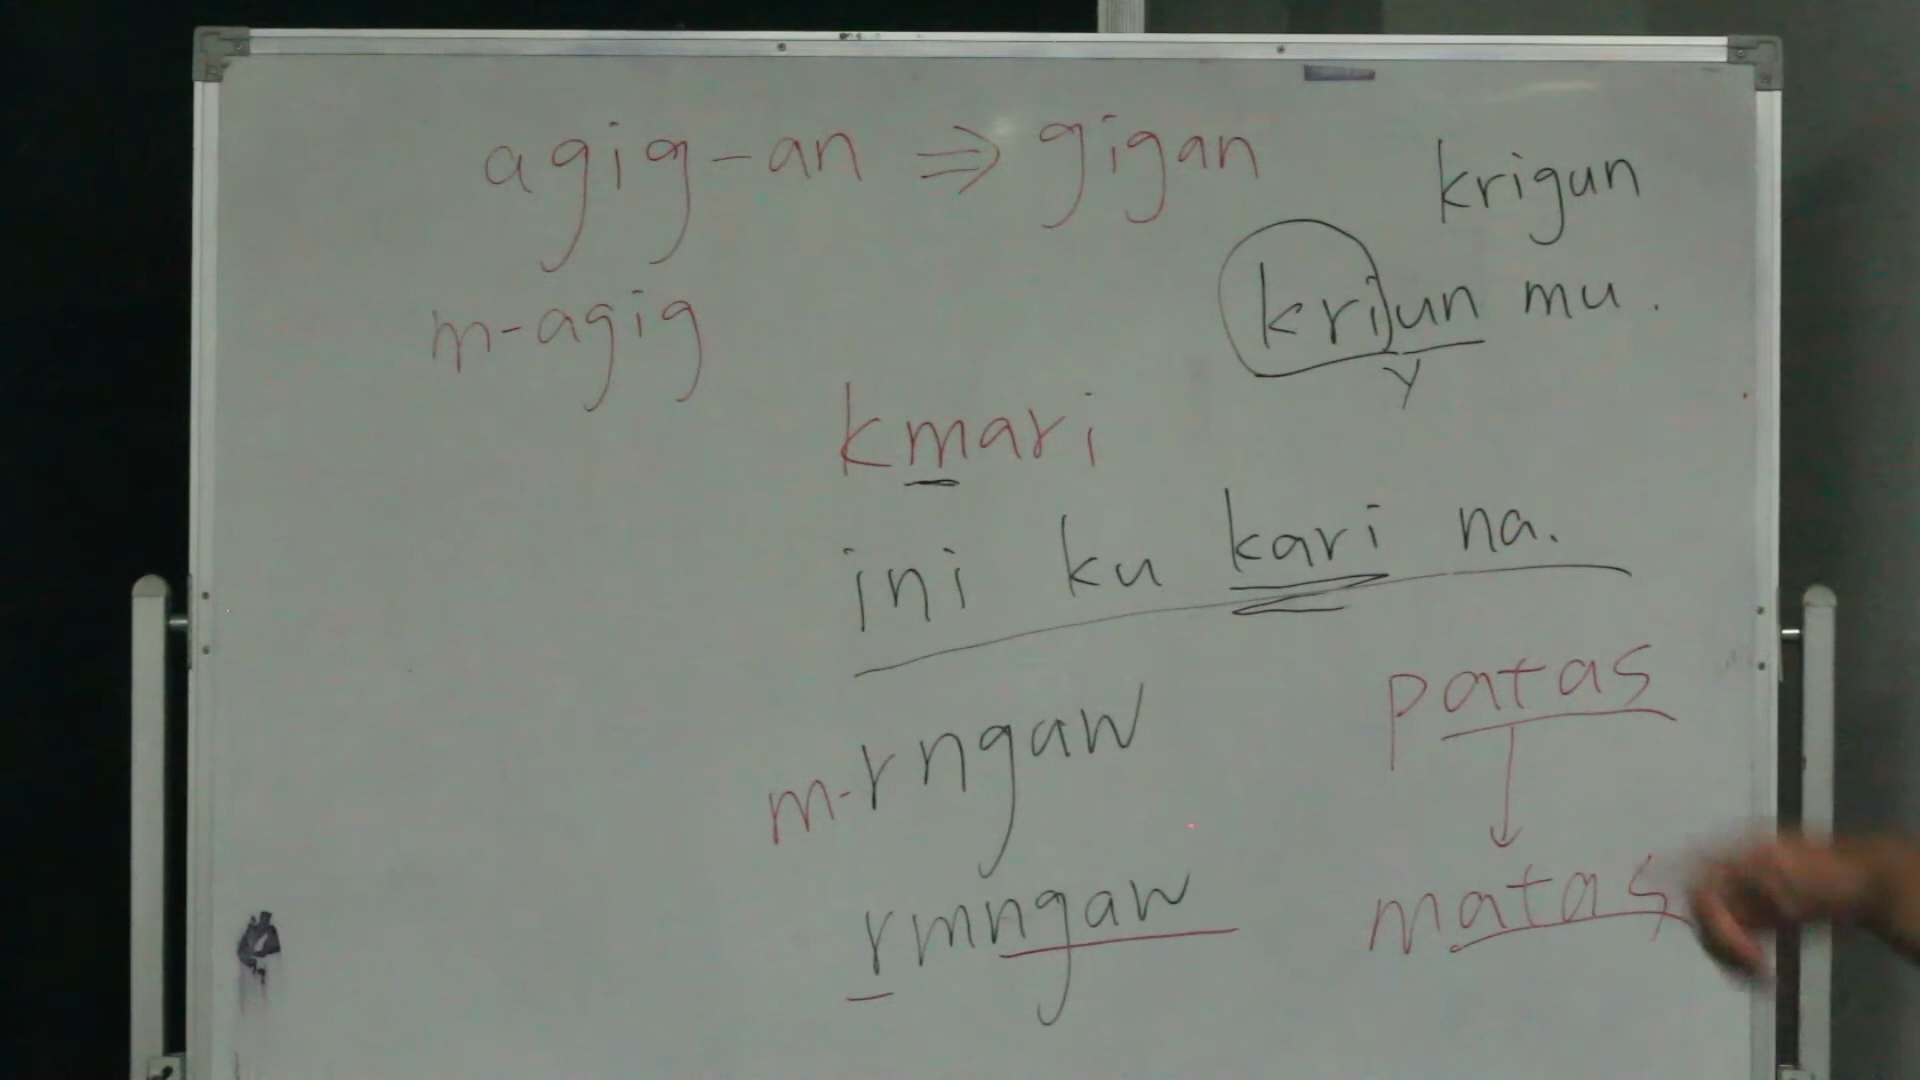 agig-an ⇒ gigan
krigun
m-agig
kriun mu.
y
kmari
ini ku kari na.
m-rngaw
patas
rmngaw
matas